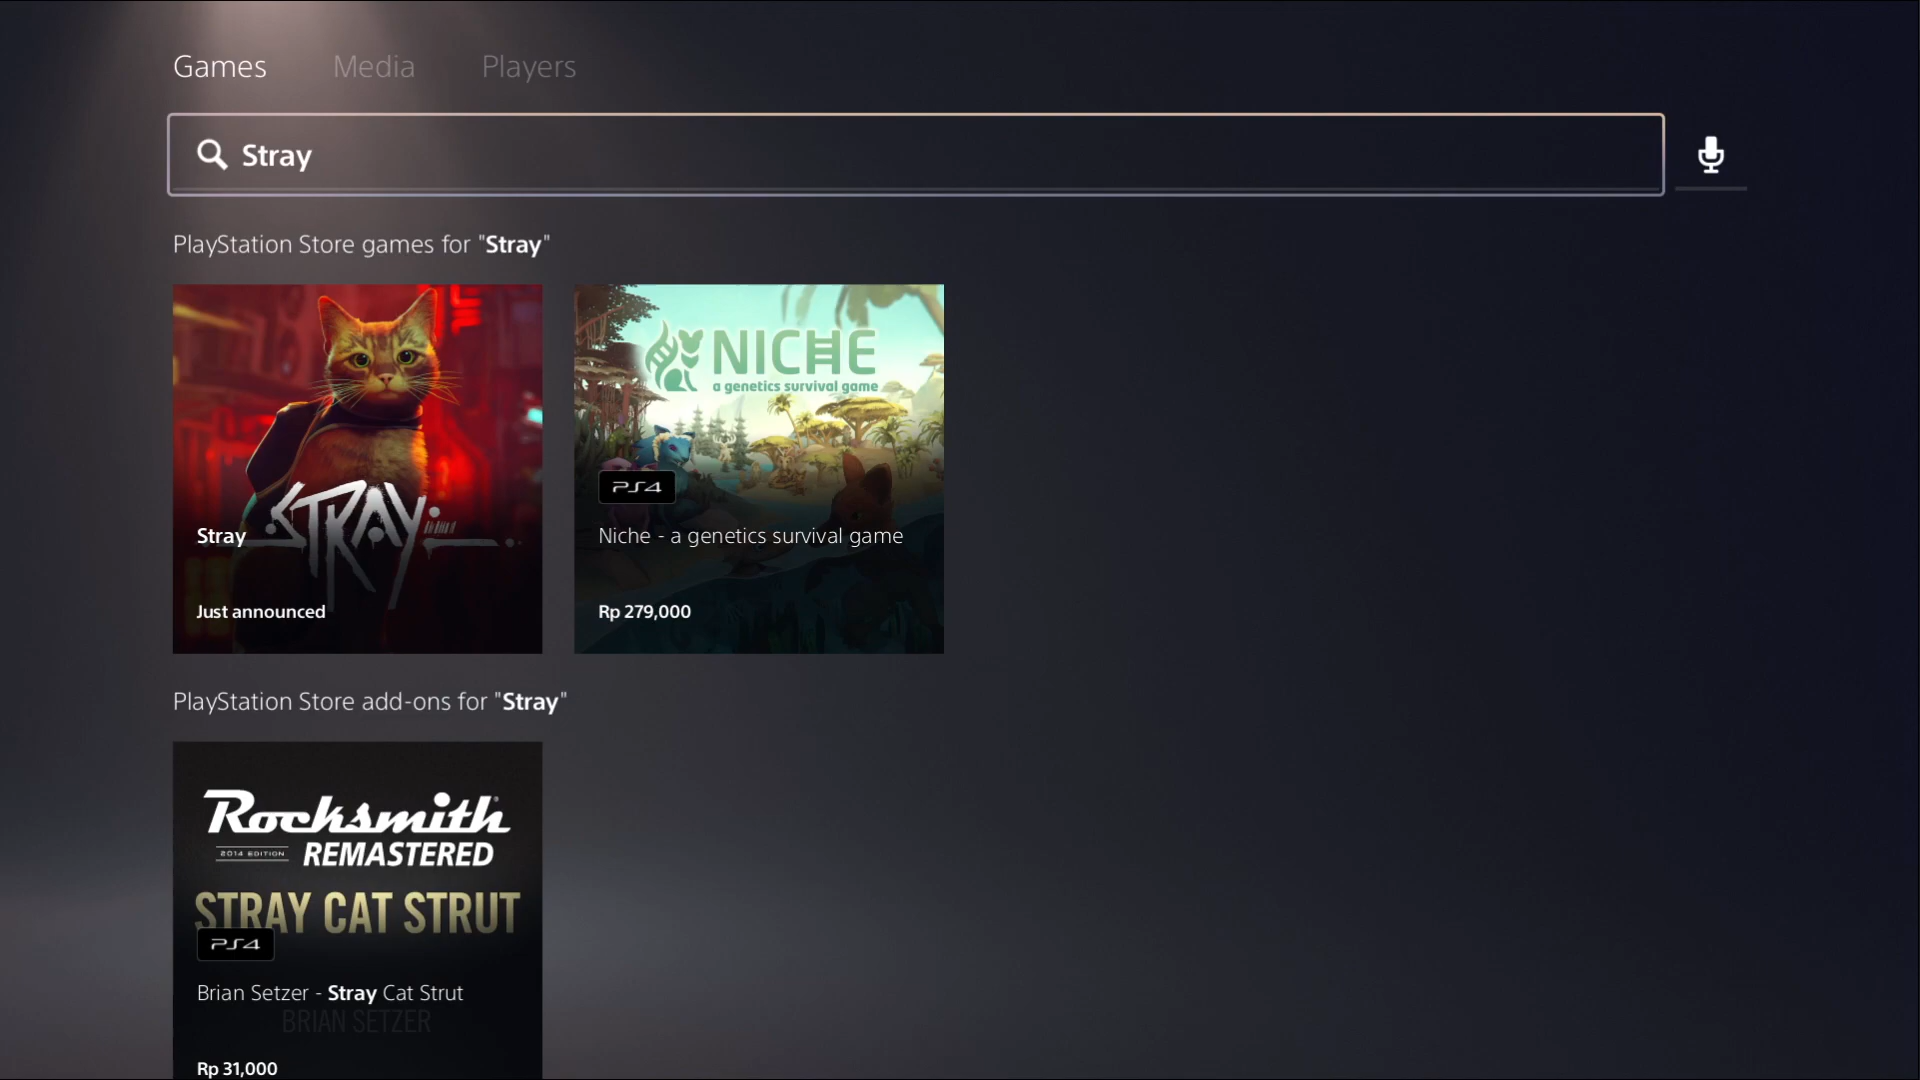 Games Media Players
Stray
PlayStation Store games for "Stray"
STRAY
Stray
Just announced
NICHE
a genetics survival game
PS4
Niche - a genetics survival game
Rp 279,000
PlayStation Store add-ons for "Stray"
Rocksmith
2014 EDITION REMASTERED
STRAY CAT STRUT
PS4
Brian Setzer - Stray Cat Strut
BRIAN SETZER
Rp 31,000